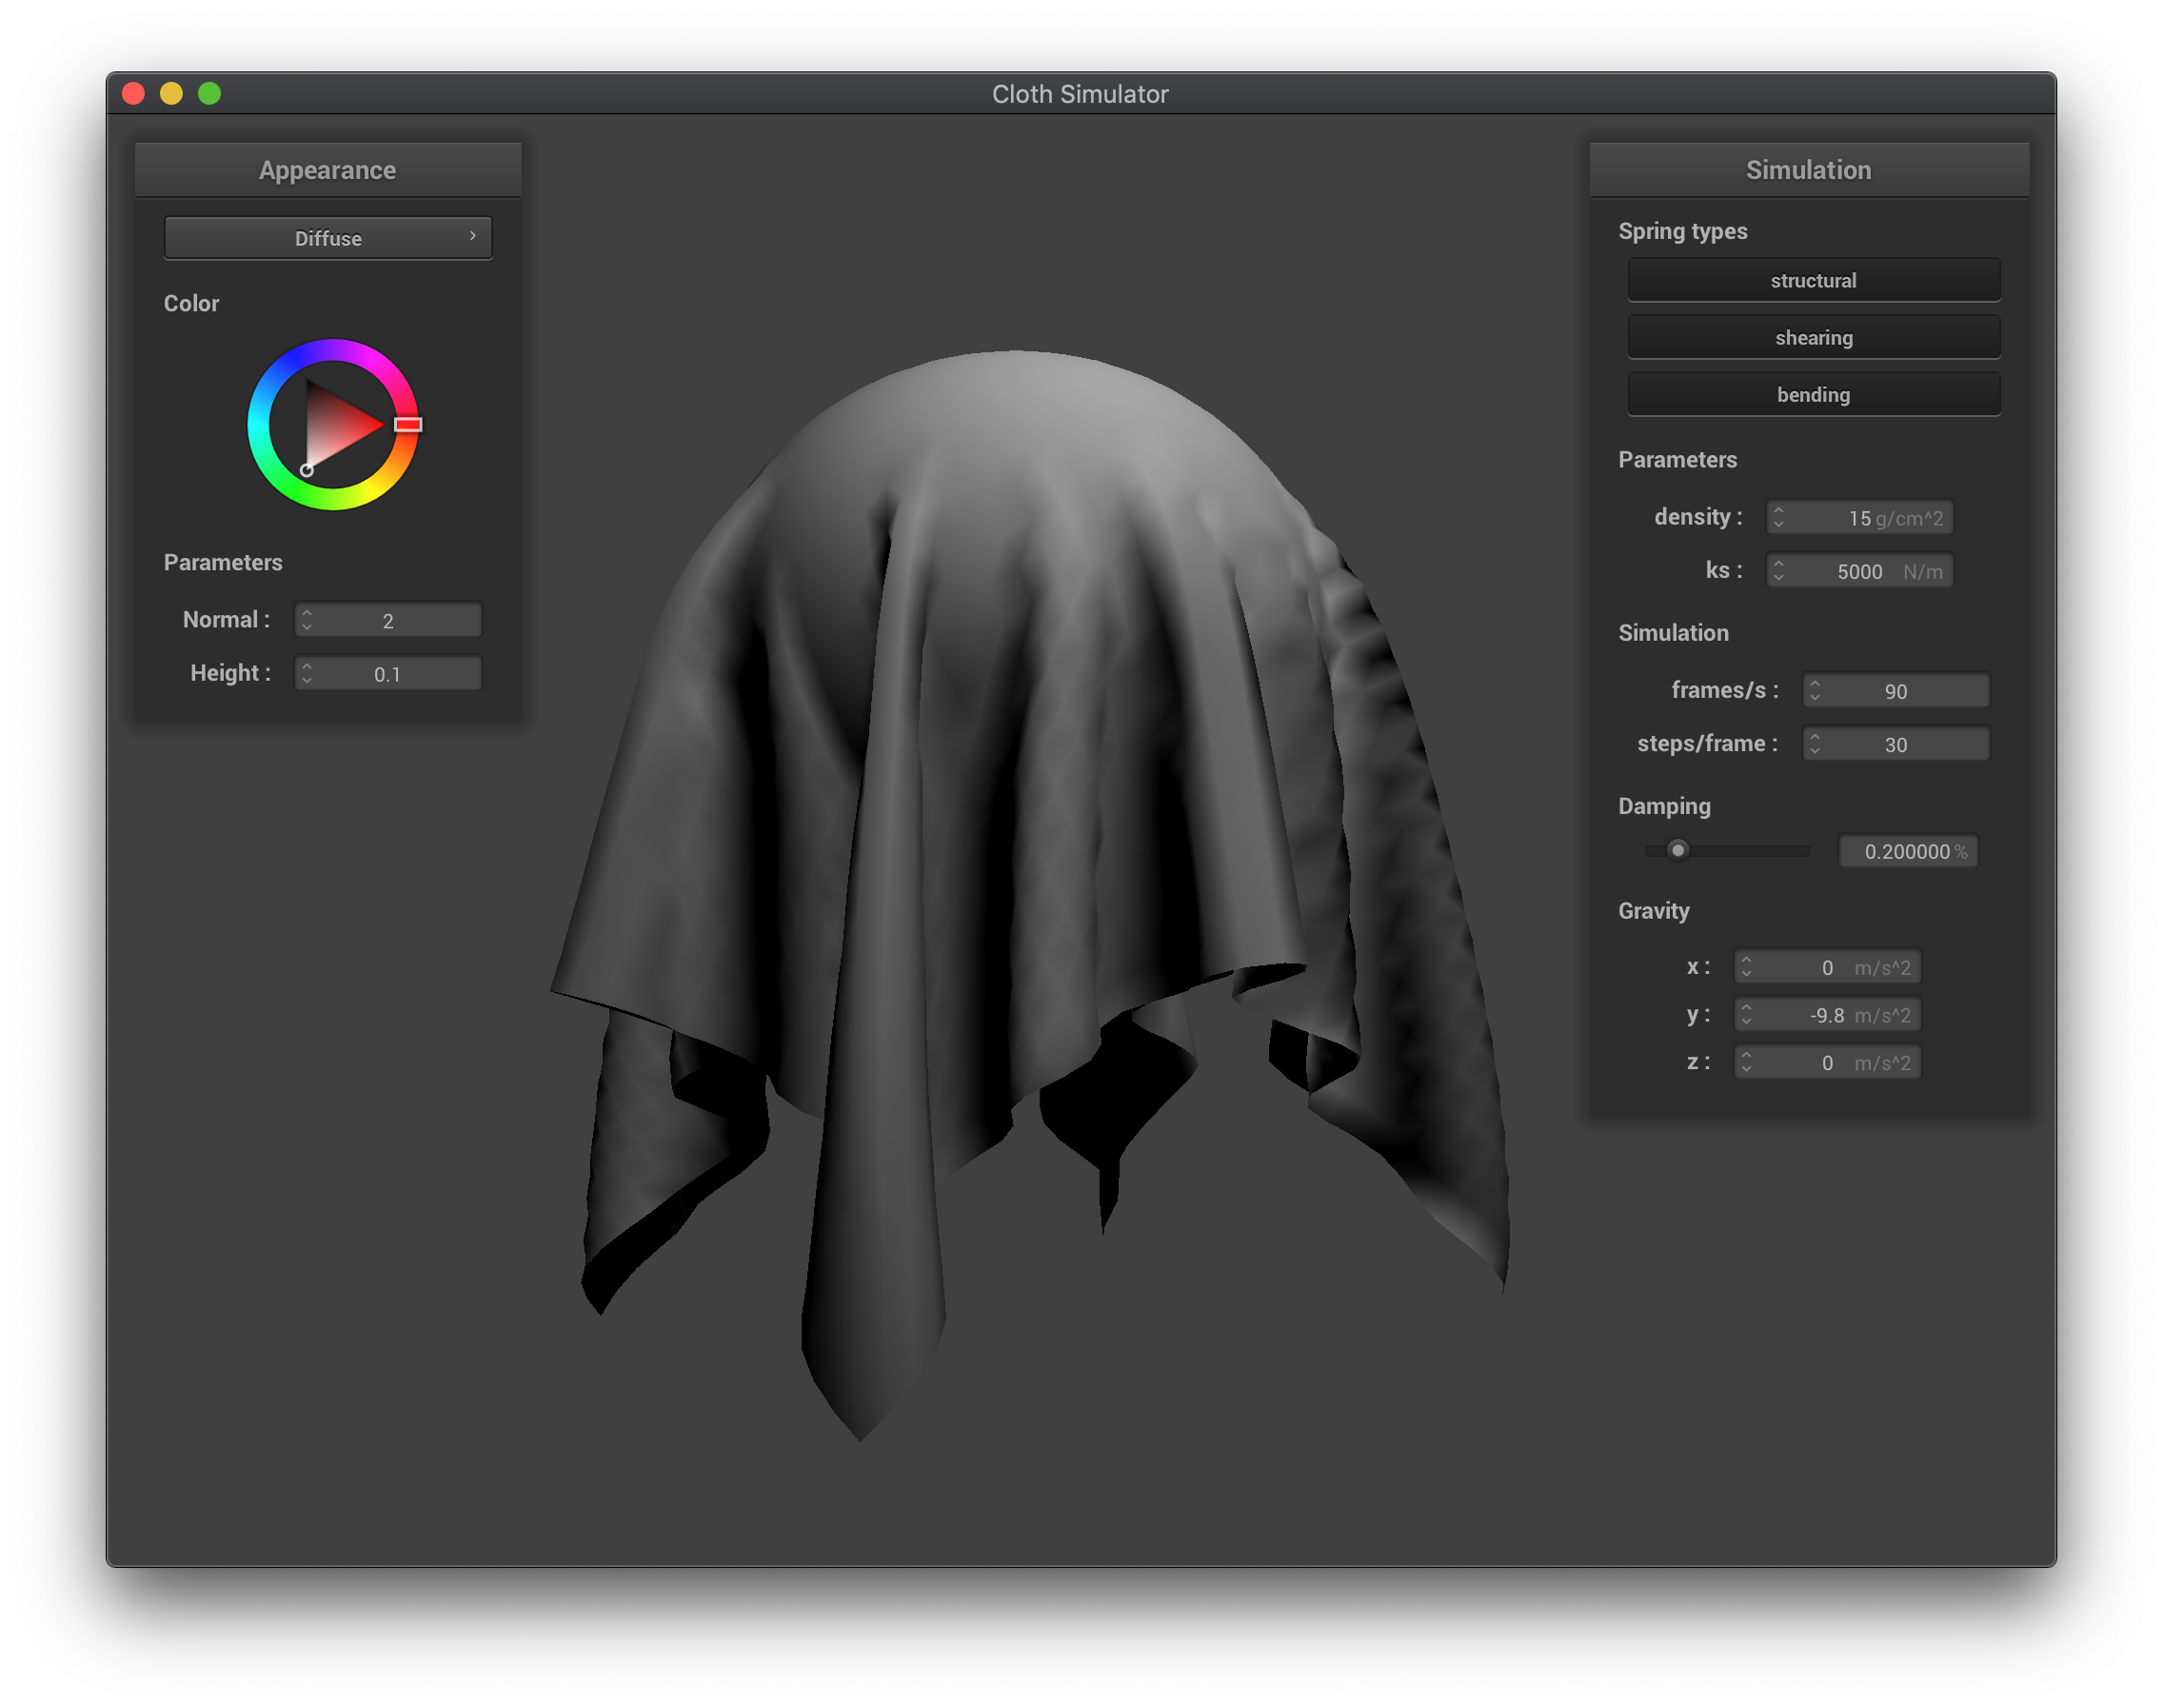 Cloth Simulator
Appearance
Diffuse
Color
Parameters
Normal : 2
Height : 0.1
Simulation
Spring types
structural
shearing
bending
Parameters
density : 15 g/cm^2
ks : 5000 N/m
Simulation
frames/s : 90
steps/frame : 30
Damping
0.200000 %
Gravity
x : 0 m/s^2
y : -9.8 m/s^2
z : 0 m/s^2